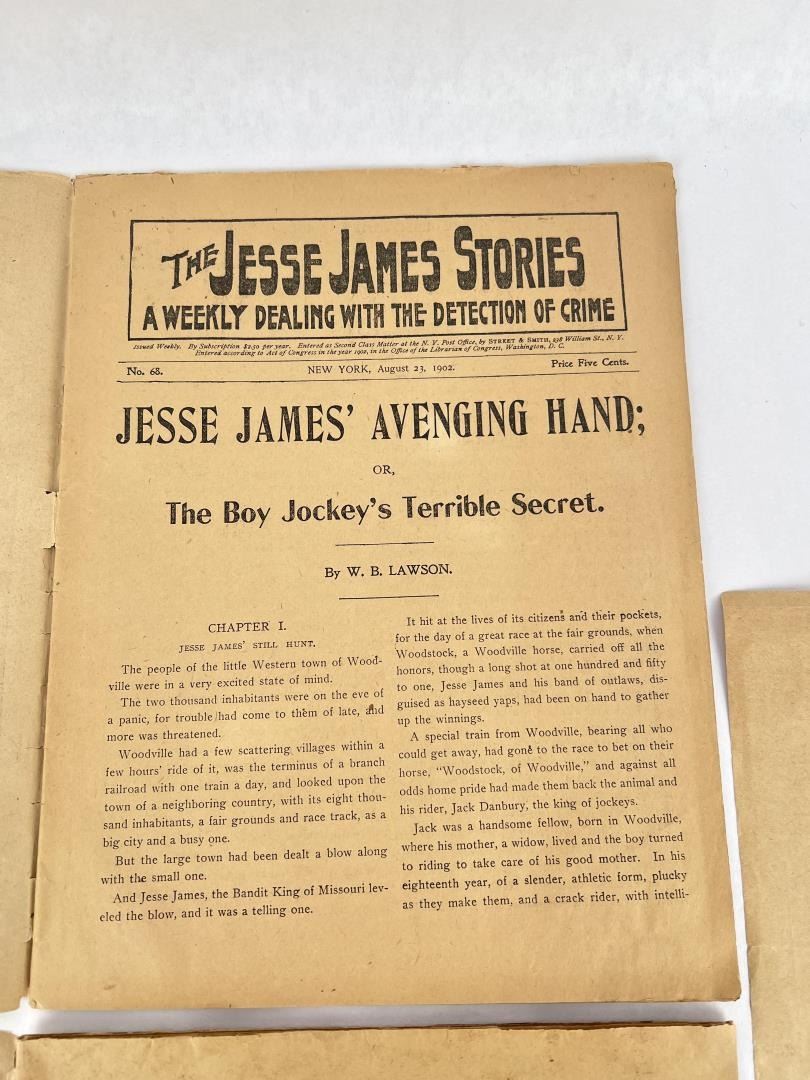 THE JESSE JAMES STORIES
A WEEKLY DEALING WITH THE DETECTION OF CRIME
Issued Weekly. By Subscription $2.50 per year. Entered as Second Class Matter at the N. Y. Post Office, by STREET & SMITH, 238 William St., N. Y.
Entered according to Act of Congress in the year 1902, in the Office of the Librarian of Congress, Washington, D. C.
No. 68. NEW YORK, August 23, 1902. Price Five Cents.
JESSE JAMES' AVENGING HAND;
OR,
The Boy Jockey's Terrible Secret.
By W. B. LAWSON.
CHAPTER I.
JESSE JAMES' STILL HUNT.
The people of the little Western town of Wood-
ville were in a very excited state of mind.
The two thousand inhabitants were on the eve of
a panic, for trouble had come to them of late, and
more was threatened.
Woodville had a few scattering villages within a
few hours' ride of it, was the terminus of a branch
railroad with one train a day, and looked upon the
town of a neighboring country, with its eight thou-
sand inhabitants, a fair grounds and race track, as a
big city and a busy one.
But the large town had been dealt a blow along
with the small one.
And Jesse James, the Bandit King of Missouri lev-
eled the blow, and it was a telling one.
It hit at the lives of its citizens and their pockets,
for the day of a great race at the fair grounds, when
Woodstock, a Woodville horse, carried off all the
honors, though a long shot at one hundred and fifty
to one, Jesse James and his band of outlaws, dis-
guised as hayseed yaps, had been on hand to gather
up the winnings.
A special train from Woodville, bearing all who
could get away, had gone to the race to bet on their
horse, "Woodstock, of Woodville," and against all
odds home pride had made them back the animal and
his rider, Jack Danbury, the king of jockeys.
Jack was a handsome fellow, born in Woodville,
where his mother, a widow, lived and the boy turned
to riding to take care of his good mother. In his
eighteenth year, of a slender, athletic form, plucky
as they make them, and a crack rider, with intelli-